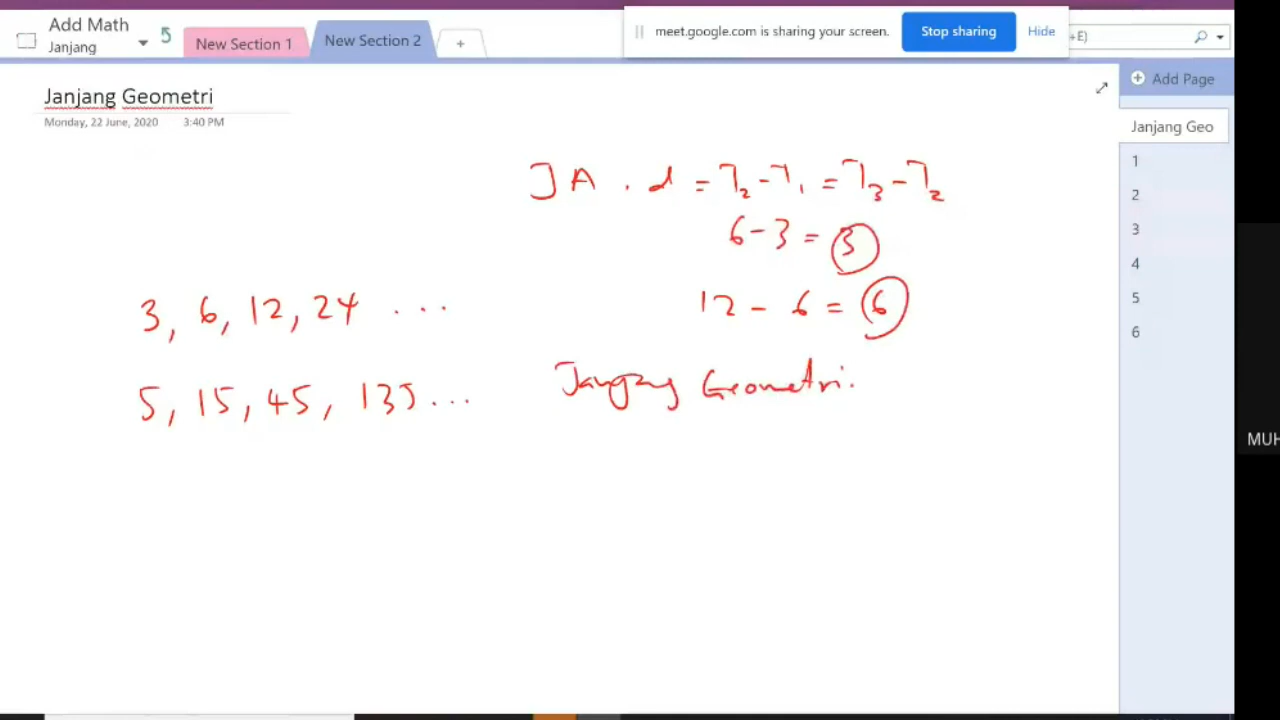 Add Math
Janjang
New Section 1
New Section 2
+
meet.google.com is sharing your screen.
Stop sharing
Hide
+E)
Add Page
Janjang Geometri
Monday, 22 June, 2020 3:40 PM
Janjang Geo
1
2
3
4
5
6
JA . d = T₂ - T₁ = T₃ - T₂
6 - 3 = 3
12 - 6 = 6
3, 6, 12, 24 ...
Janjang Geometri.
5, 15, 45, 135 ...
MUH